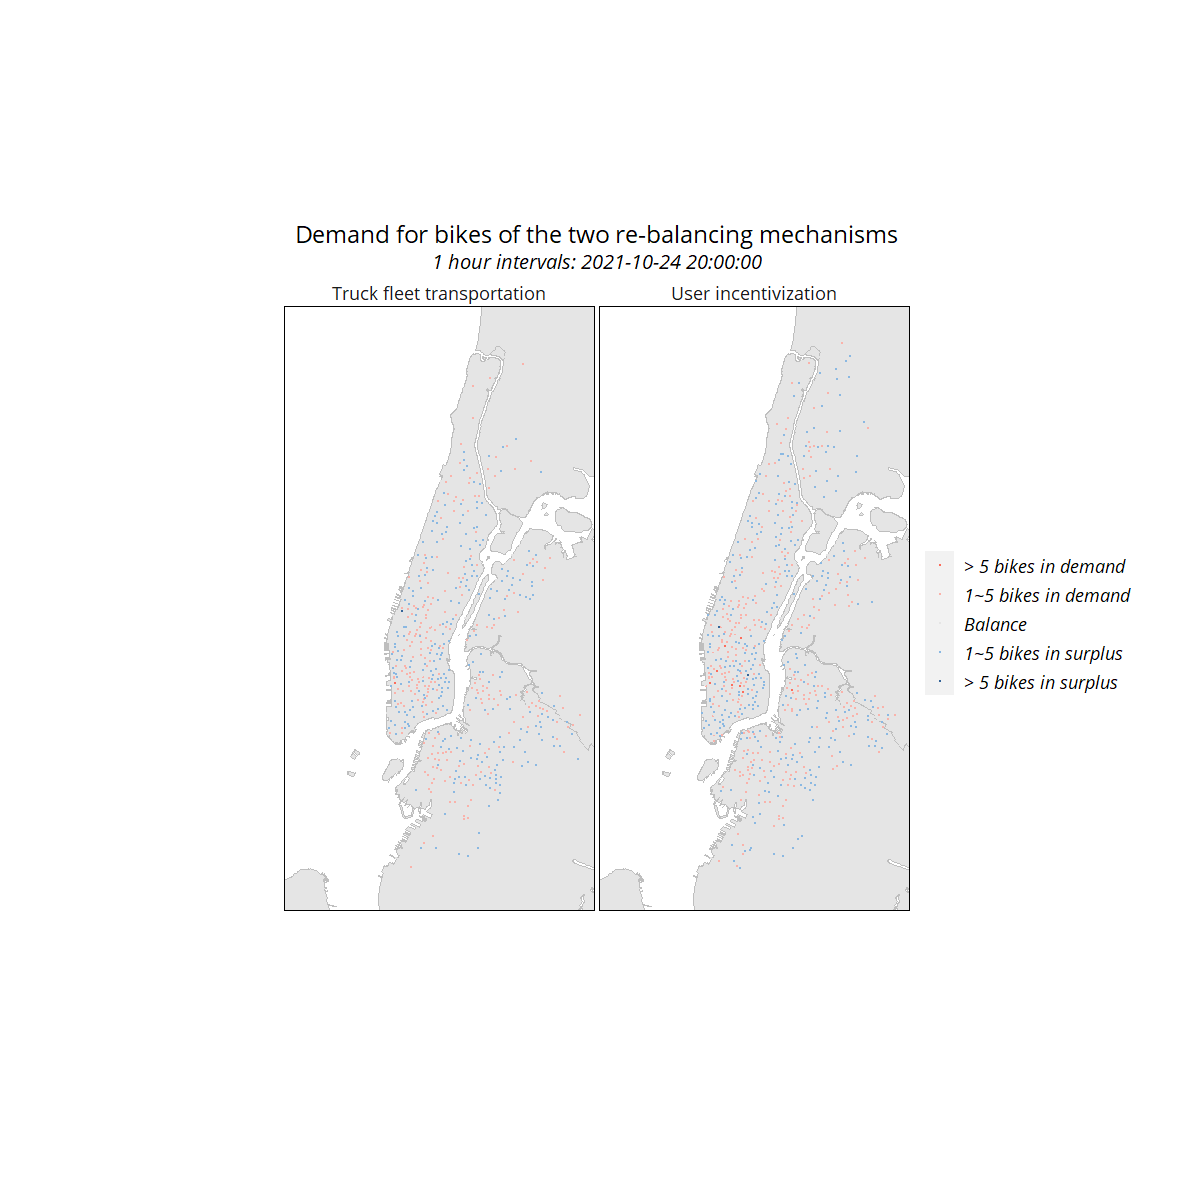 Demand for bikes of the two re-balancing mechanisms
1 hour intervals: 2021-10-24 20:00:00
Truck fleet transportation
User incentivization
> 5 bikes in demand
1~5 bikes in demand
Balance
1~5 bikes in surplus
> 5 bikes in surplus